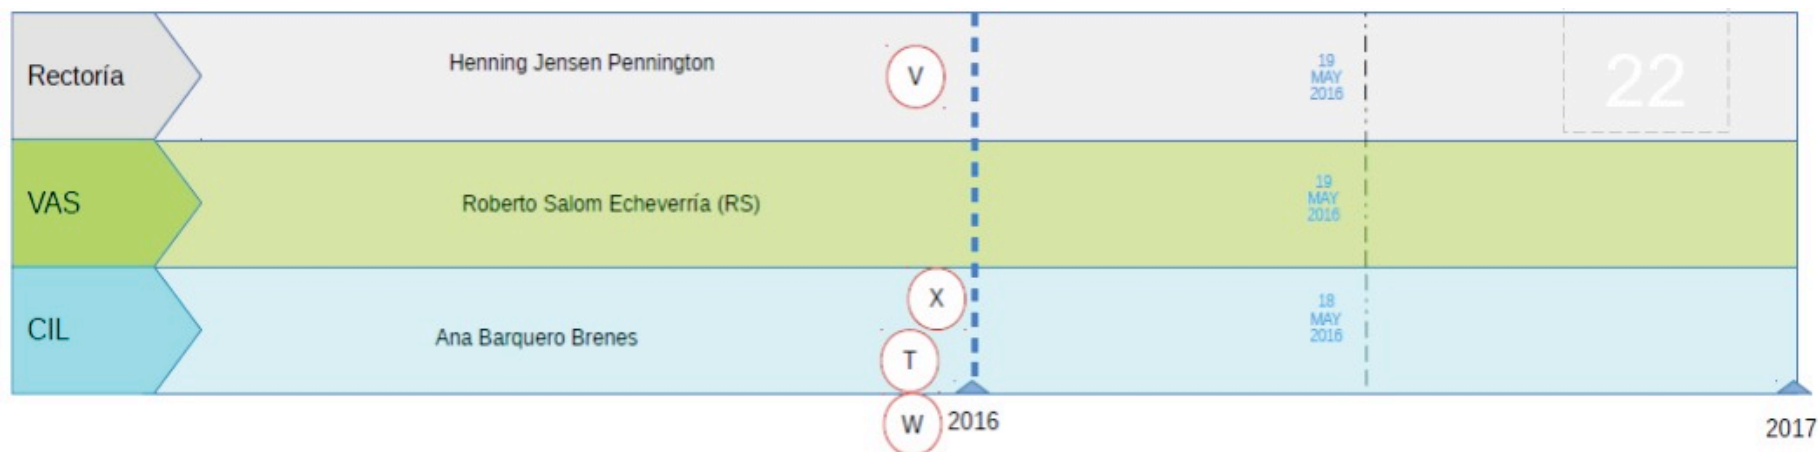 Rectoría
Henning Jensen Pennington
V
19
MAY
2016
22
VAS
Roberto Salom Echeverría (RS)
19
MAY
2016
CIL
Ana Barquero Brenes
X
T
W
18
MAY
2016
2016
2017